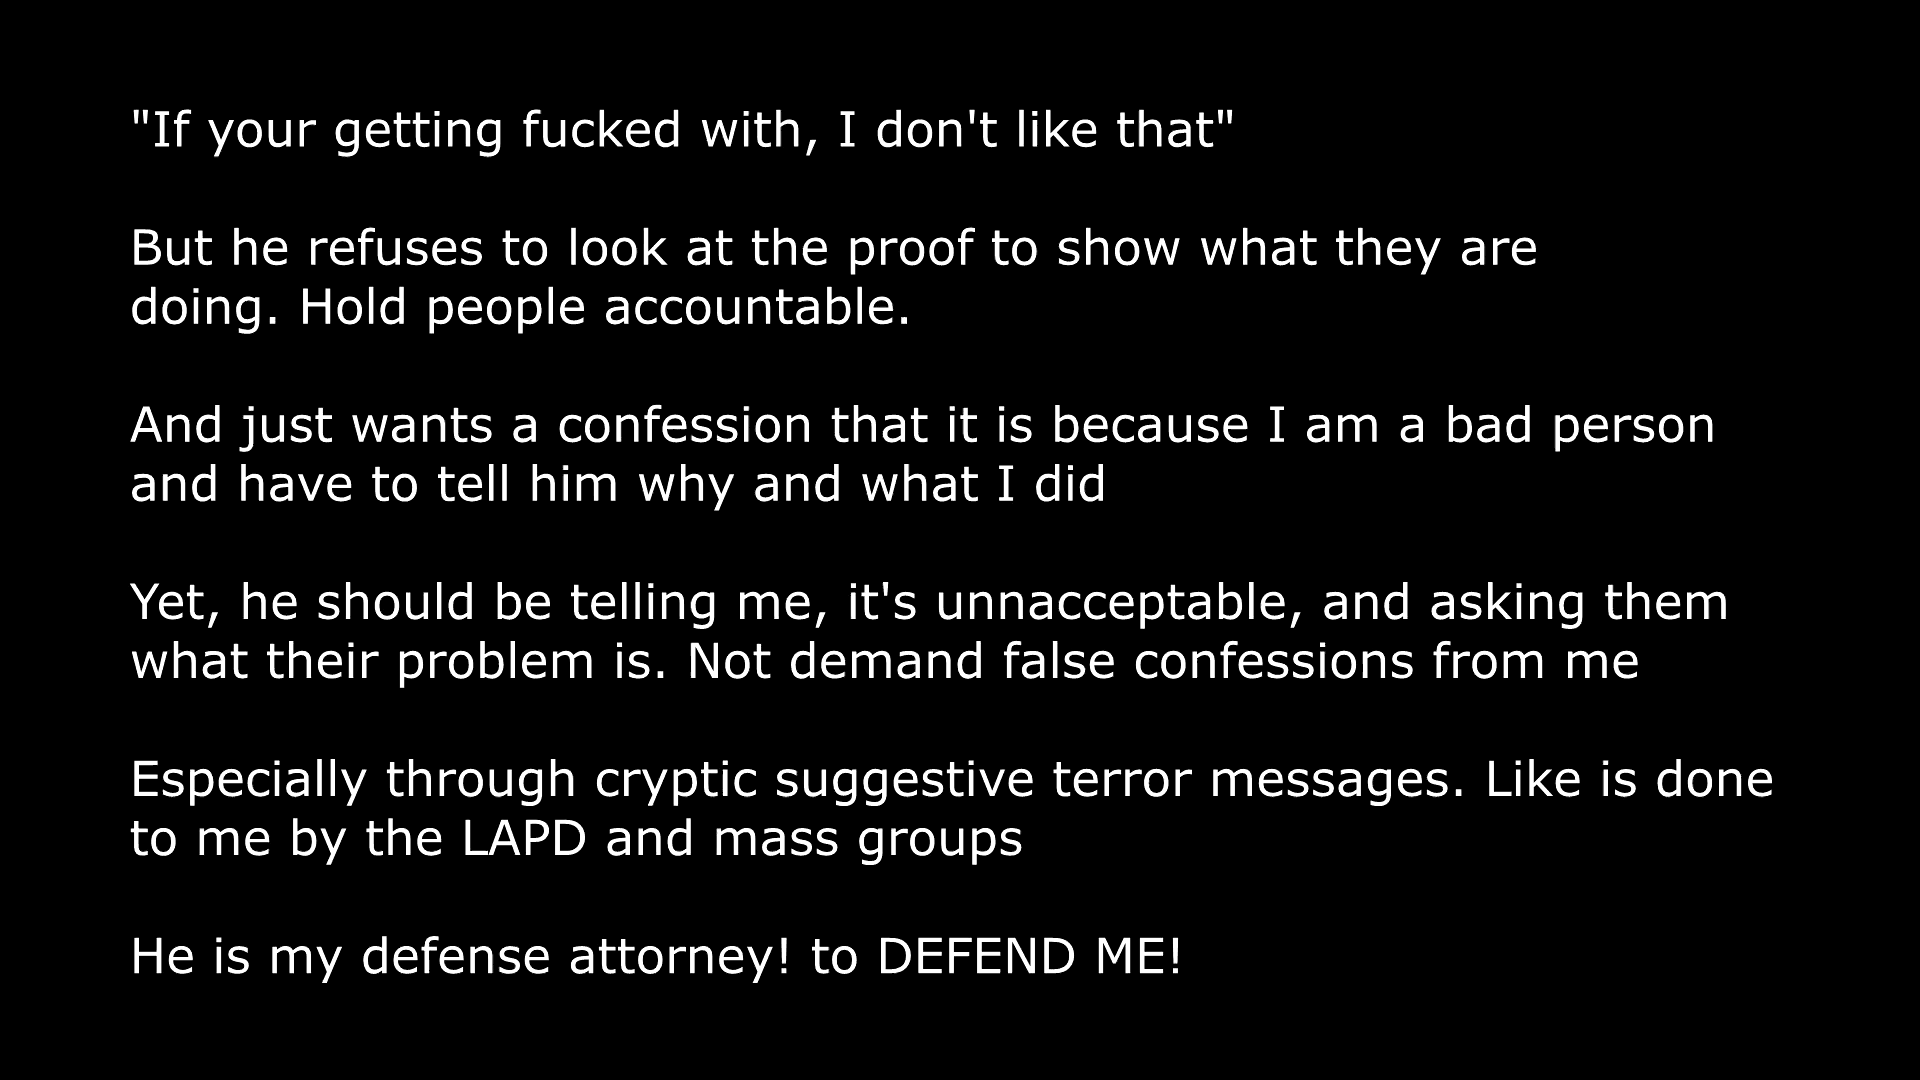 "If your getting fucked with, I don't like that"
But he refuses to look at the proof to show what they are
doing. Hold people accountable.
And just wants a confession that it is because I am a bad person
and have to tell him why and what I did
Yet, he should be telling me, it's unnacceptable, and asking them
what their problem is. Not demand false confessions from me
Especially through cryptic suggestive terror messages. Like is done
to me by the LAPD and mass groups
He is my defense attorney! to DEFEND ME!